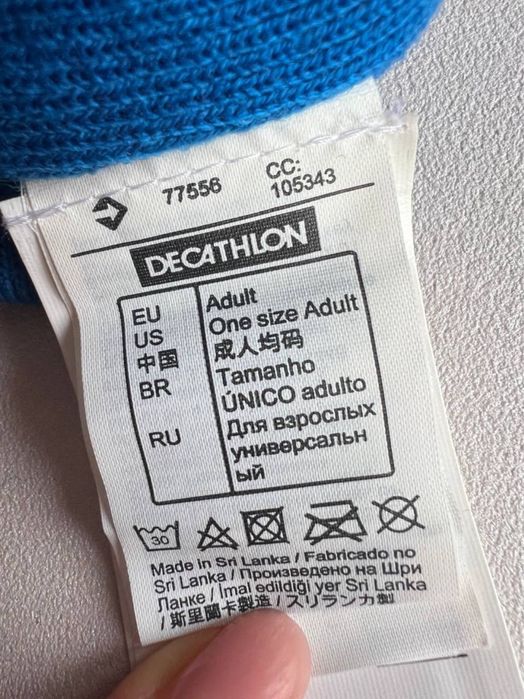 77556 CC: 105343
DECATHLON
EU Adult
US One size Adult
中国 成人均码
BR Tamanho
ÚNICO adulto
RU Для взрослых
универсальн
ый
30
Made in Sri Lanka / Fabricado no
Sri Lanka / Произведено на Шри
Ланке / İmal edildiği yer Sri Lanka
/ 斯里蘭卡製造 / スリランカ製